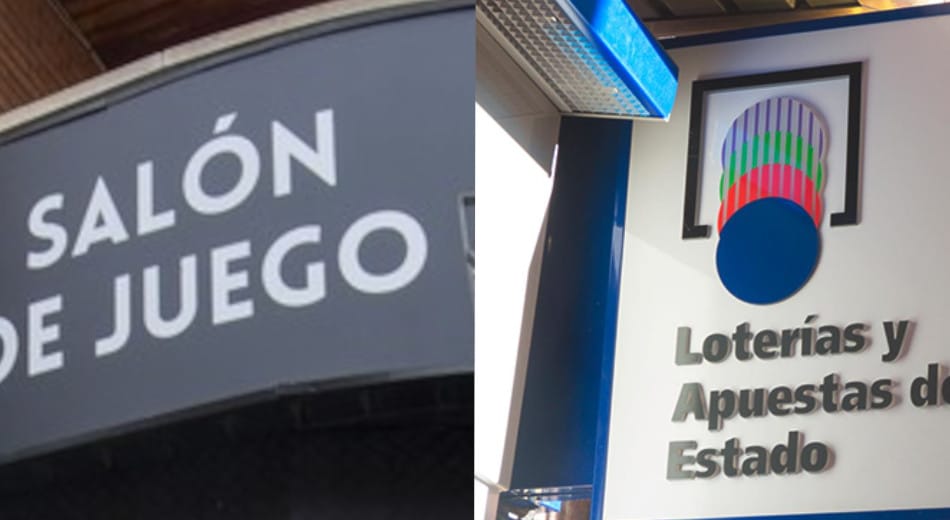 SALÓN
DE JUEGO
Loterías y
Apuestas de
Estado